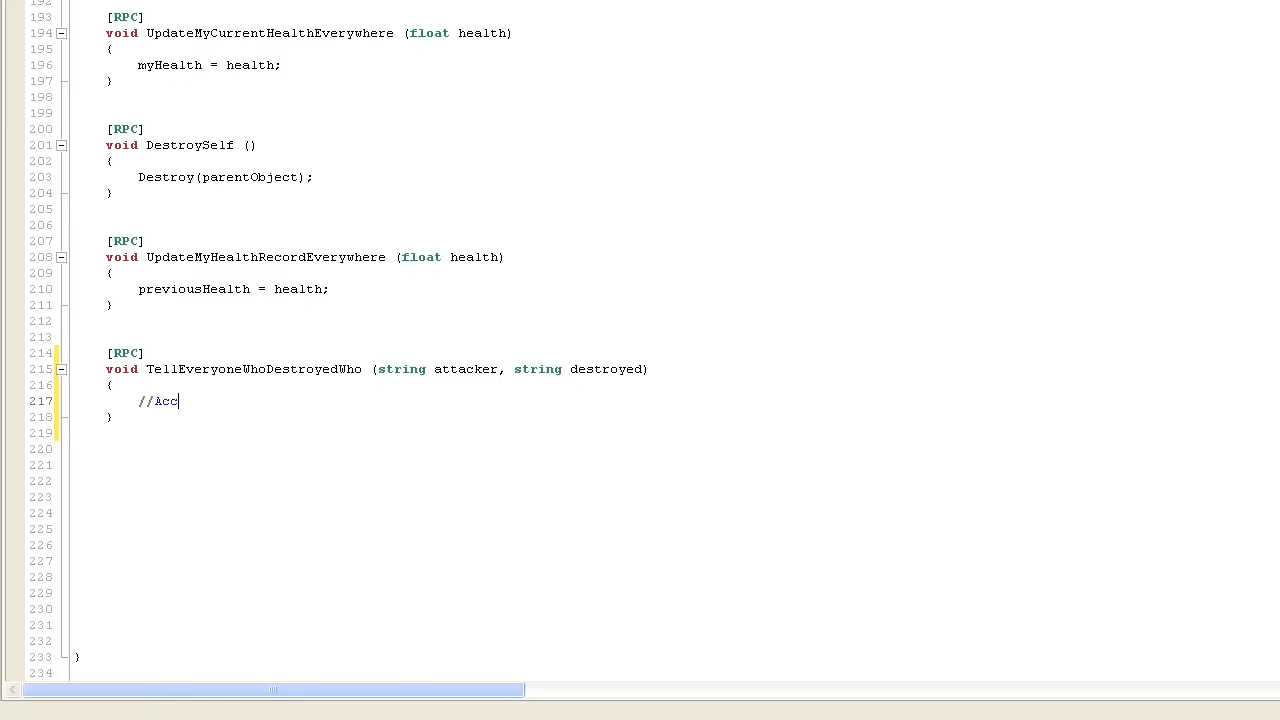 192
193 [RPC]
194 void UpdateMyCurrentHealthEverywhere (float health)
195 {
196 myHealth = health;
197 }
198
199
200 [RPC]
201 void DestroySelf ()
202 {
203 Destroy(parentObject);
204 }
205
206
207 [RPC]
208 void UpdateMyHealthRecordEverywhere (float health)
209 {
210 previousHealth = health;
211 }
212
213
214 [RPC]
215 void TellEveryoneWhoDestroyedWho (string attacker, string destroyed)
216 {
217 //Acc
218 }
219
220
221
222
223
224
225
226
227
228
229
230
231
232
233 }
234